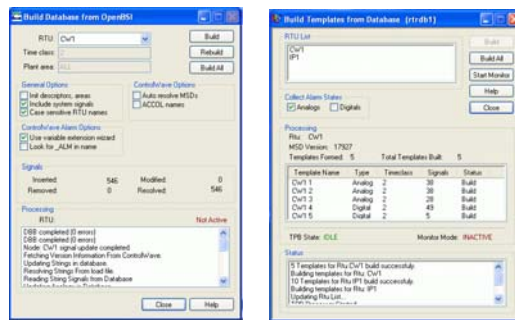 Build Database from OpenBSI
RTU: CW1
Build
Time class: 2
Rebuild
Plant area: ALL
Build All
General Options
Init descriptors, areas
Include system signals
Case sensitive RTU names
ControlWave Options
Auto resolve MSDs
ACCOL names
ControlWave Alarm Options
Use variable extension wizard
Look for _ALM in name
Signals
Inserted: 546 Modified: 0
Removed: 0 Resolved: 546
Processing
RTU: Not Active
DBB completed (0 errors)
DBB completed (0 errors)
Node: CW1 signal update completed
Fetching Version Information From ControlWave.
Updating Strings in database.
Resolving Strings From load file.
Reading String Signals from Database
Updating Analogs in Database
Close Help
Build Templates from Database (rtrdb1)
RTU List
CW1
IP1
Build
Build All
Start Monitor
Help
Close
Collect Alarm States
Analogs Digitals
Processing
Rtu: CW1
MSD Version: 17927
Templates Formed: 5 Total Templates Built: 5
Template Name Type Timeclass Signals Status
CW1 1 Analog 2 38 Build
CW1 2 Analog 2 38 Build
CW1 3 Analog 2 28 Build
CW1 4 Digital 2 49 Build
CW1 5 Digital 2 5 Build
TPB State: IDLE Monitor Mode: INACTIVE
Status
5 Templates for Rtu CW1 build successfuly.
Building templates for Rtu: CW1
10 Templates for Rtu IP1 build successfuly.
Building templates for Rtu: IP1
Updating Rtu List...